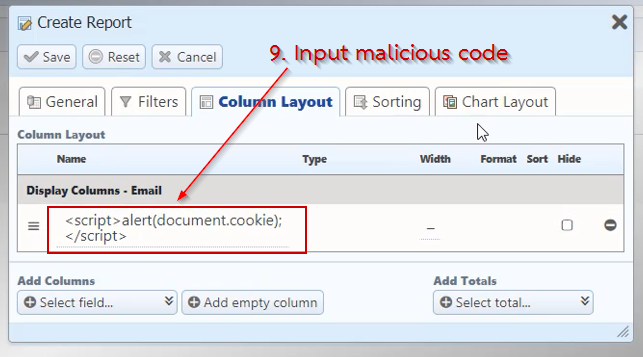 Create Report
Save Reset Cancel
9. Input malicious code
General Filters Column Layout Sorting Chart Layout
Column Layout
Name Type Width Format Sort Hide
Display Columns - Email
<script>alert(document.cookie);
</script>
Add Columns Add Totals
Select field... Add empty column Select total...